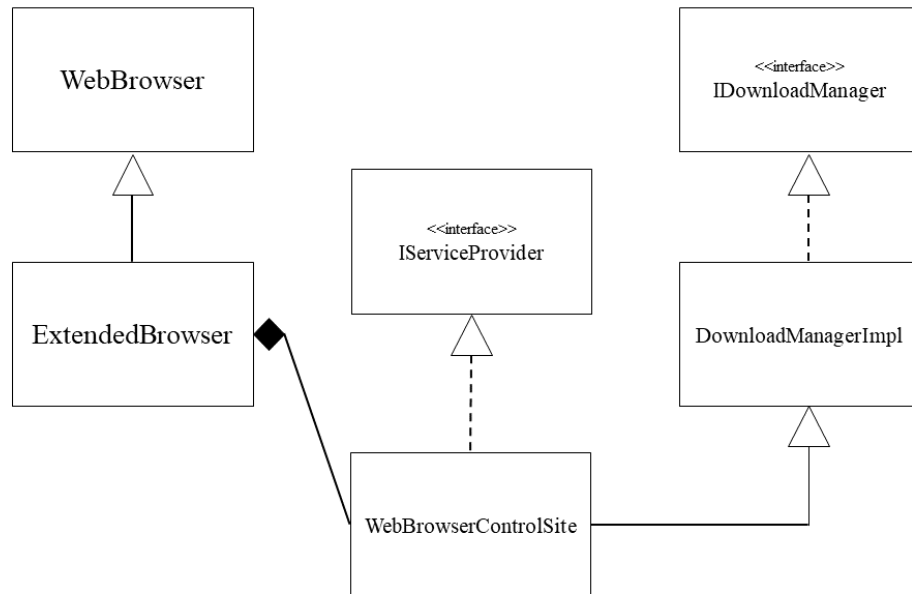 WebBrowser
<<interface>>
IDownloadManager
<<interface>>
IServiceProvider
ExtendedBrowser
DownloadManagerImpl
WebBrowserControlSite